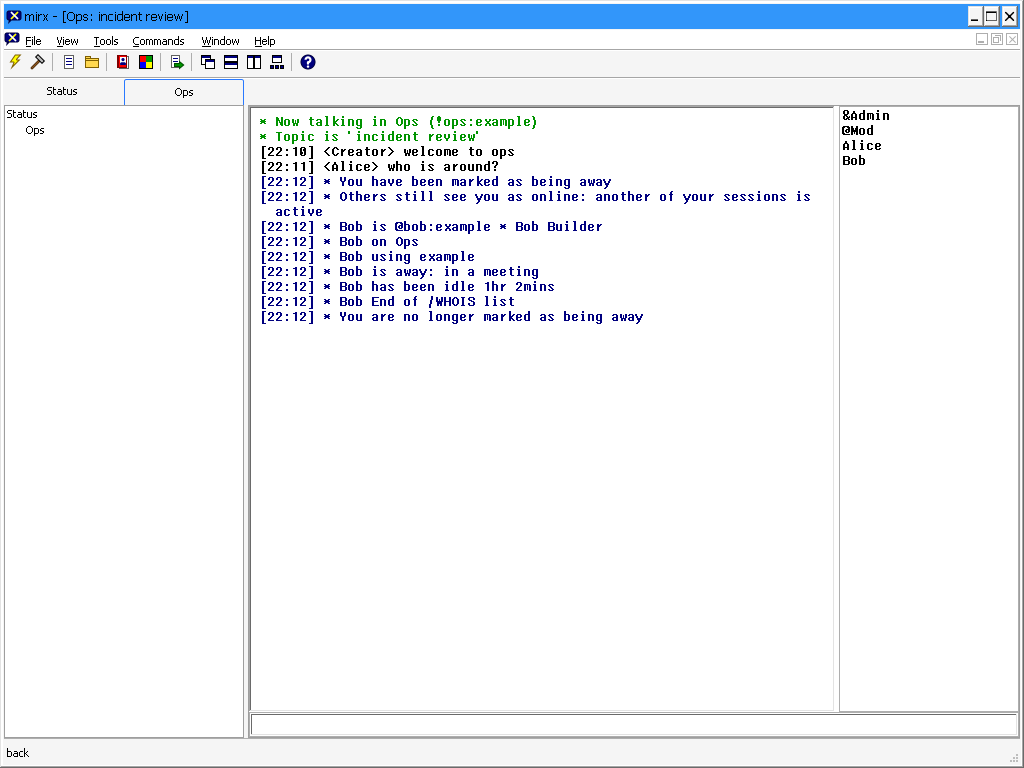 mirx - [Ops: incident review]
File View Tools Commands Window Help
Status Ops
Status
Ops
* Now talking in Ops (!ops:example)
* Topic is 'incident review'
[22:10] <Creator> welcome to ops
[22:11] <Alice> who is around?
[22:12] * You have been marked as being away
[22:12] * Others still see you as online: another of your sessions is
active
[22:12] * Bob is @bob:example * Bob Builder
[22:12] * Bob on Ops
[22:12] * Bob using example
[22:12] * Bob is away: in a meeting
[22:12] * Bob has been idle 1hr 2mins
[22:12] * Bob End of /WHOIS list
[22:12] * You are no longer marked as being away
&Admin
@Mod
Alice
Bob
back